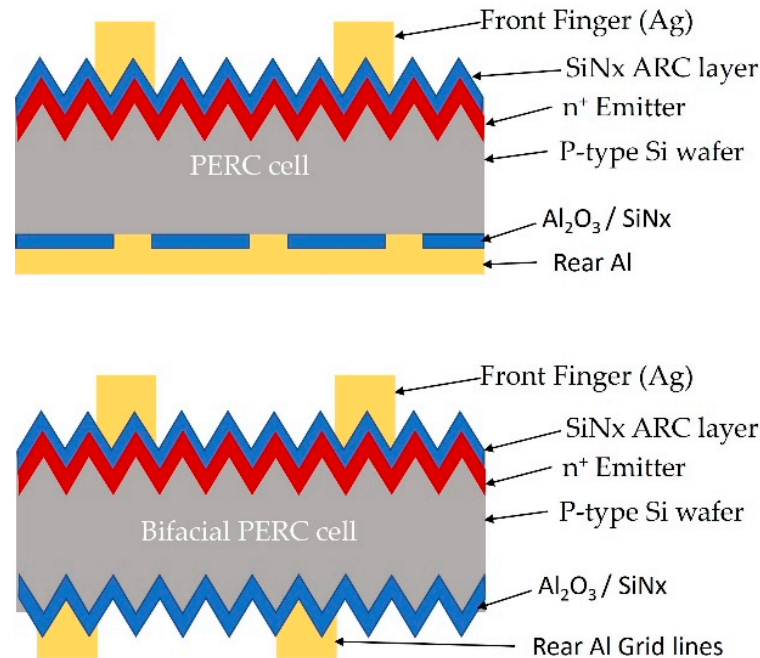 Front Finger (Ag)
SiNx ARC layer
n⁺ Emitter
P-type Si wafer
PERC cell
Al₂O₃ / SiNx
Rear Al
Front Finger (Ag)
SiNx ARC layer
n⁺ Emitter
P-type Si wafer
Bifacial PERC cell
Al₂O₃ / SiNx
Rear Al Grid lines